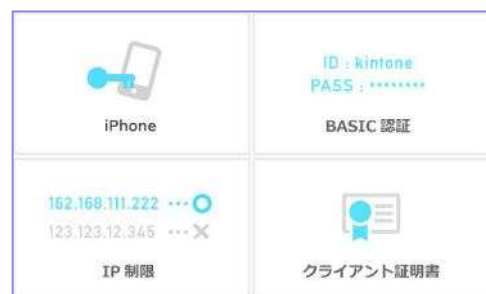 iPhone
ID : kintone
PASS : ********
BASIC 認証
162.168.111.222 ••• O
123.123.12.345 ••• ×
IP 制限
クライアント証明書